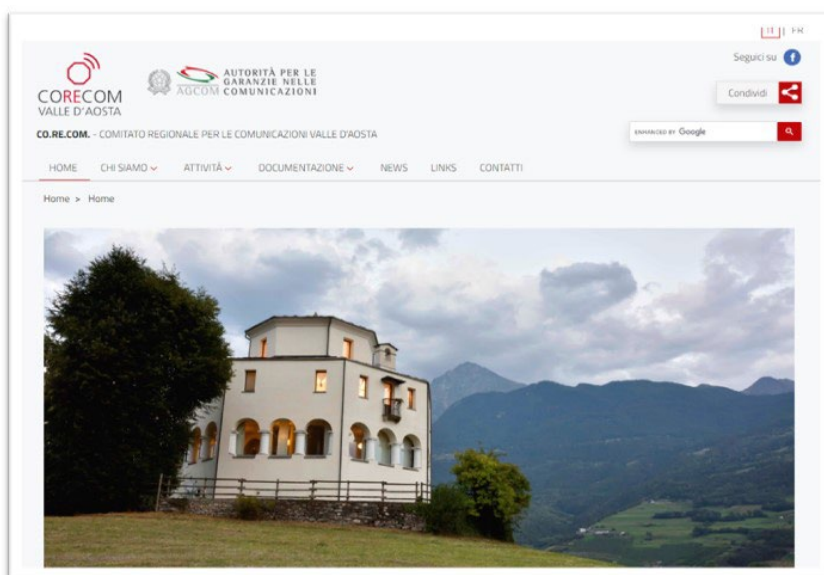 IT | FR
Seguici su
Condividi
CORECOM
VALLE D'AOSTA
AGCOM
AUTORITÀ PER LE
GARANZIE NELLE
COMUNICAZIONI
CO.RE.COM. - COMITATO REGIONALE PER LE COMUNICAZIONI VALLE D'AOSTA
ENHANCED BY Google
HOME CHI SIAMO ATTIVITÀ DOCUMENTAZIONE NEWS LINKS CONTATTI
Home > Home